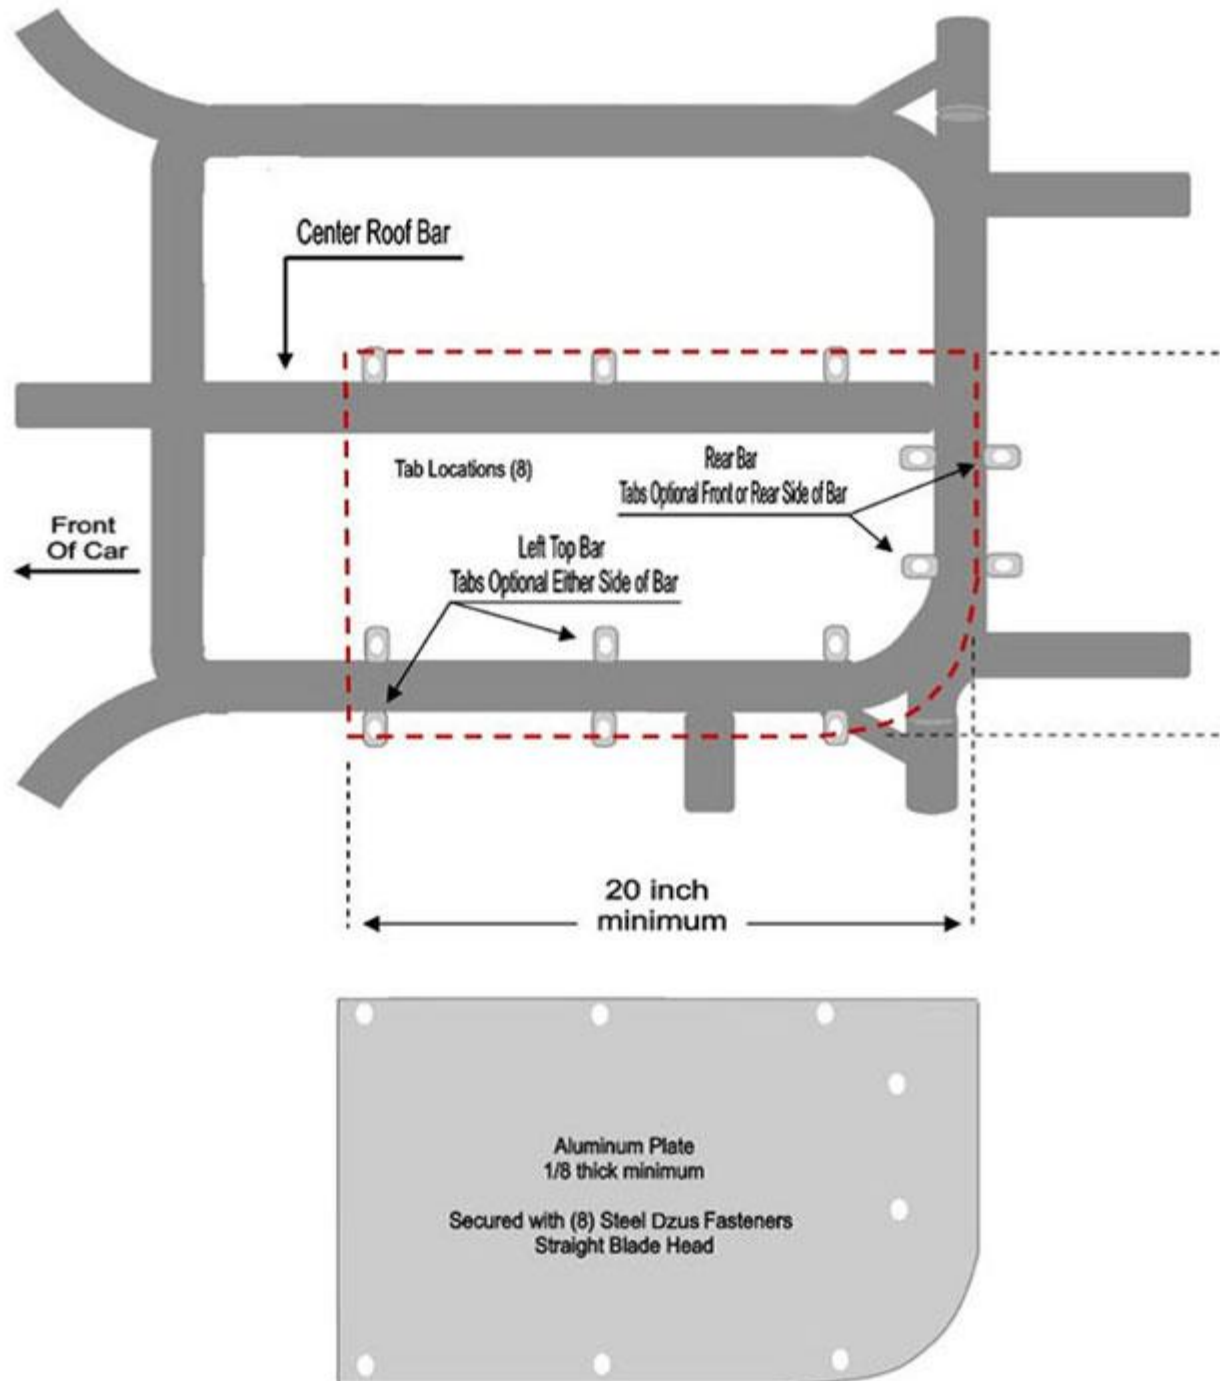 Center Roof Bar
Tab Locations (8)
Rear Bar
Tabs Optional Front or Rear Side of Bar
Front
Of Car
Left Top Bar
Tabs Optional Either Side of Bar
20 inch
minimum
Aluminum Plate
1/8 thick minimum
Secured with (8) Steel Dzus Fasteners
Straight Blade Head